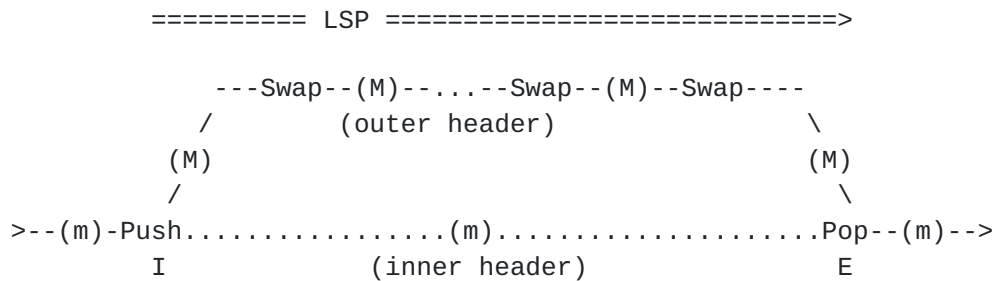 ========== LSP =============================>
---Swap--(M)--...--Swap--(M)--Swap----
/ (outer header) \
(M) (M)
/ \
>--(m)-Push.................(m).....................Pop--(m)-->
I (inner header) E